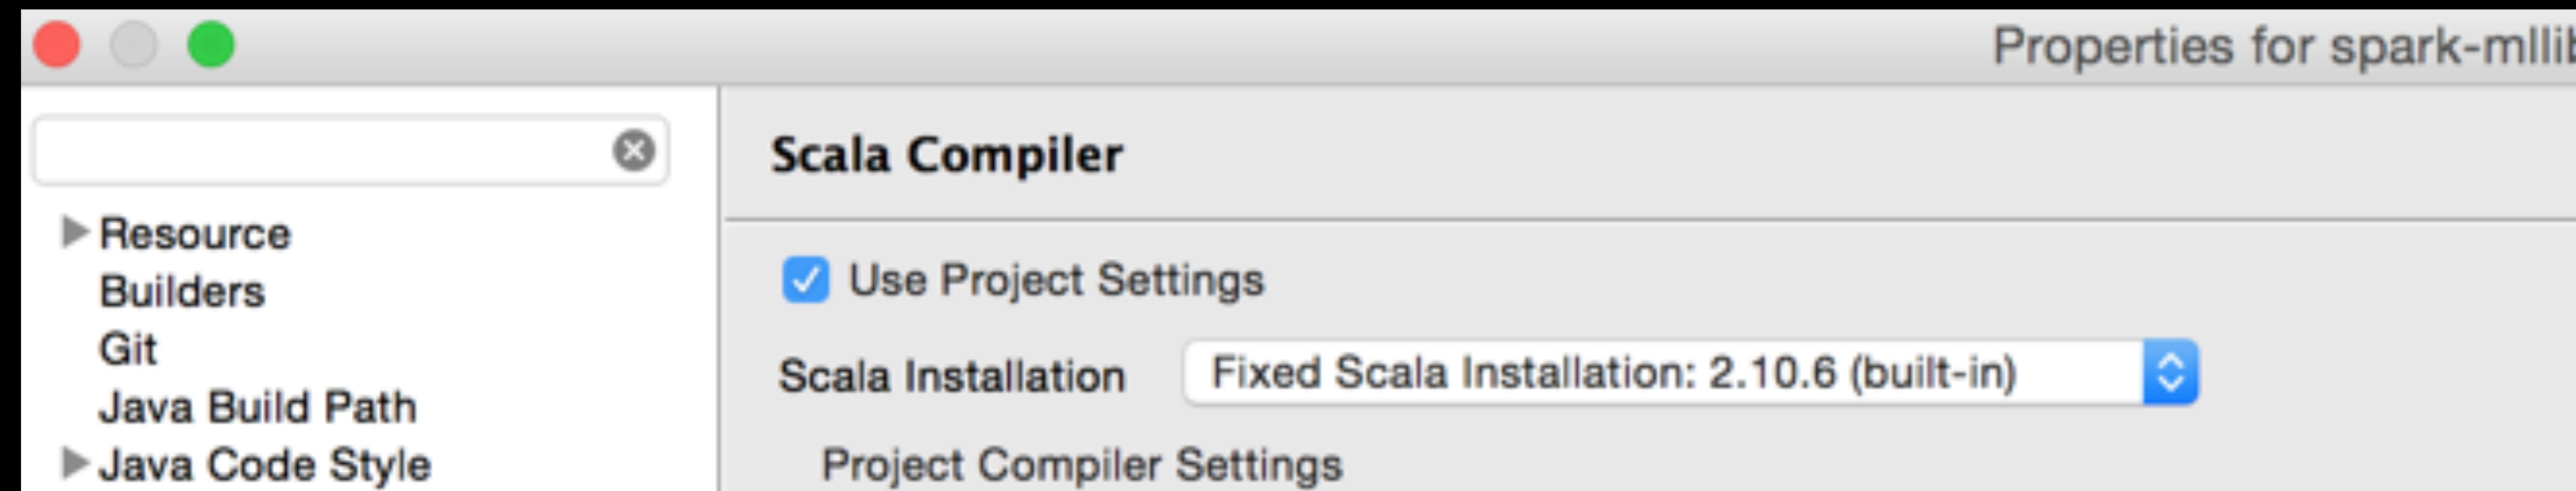 Properties for spark-mllib
Resource
Builders
Git
Java Build Path
Java Code Style
Scala Compiler
Use Project Settings
Scala Installation Fixed Scala Installation: 2.10.6 (built-in)
Project Compiler Settings